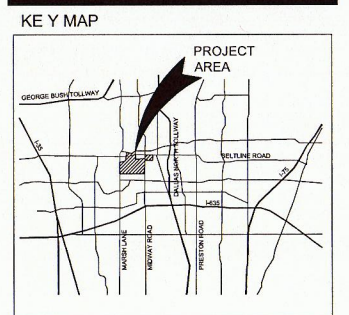 KE Y MAP
PROJECT
AREA
GEORGE BUSH TOLLWAY
I-35
DALLAS NORTH TOLLWAY
BELTLINE ROAD
I-75
I-635
MARSH LANE
MIDWAY ROAD
PRESTON ROAD